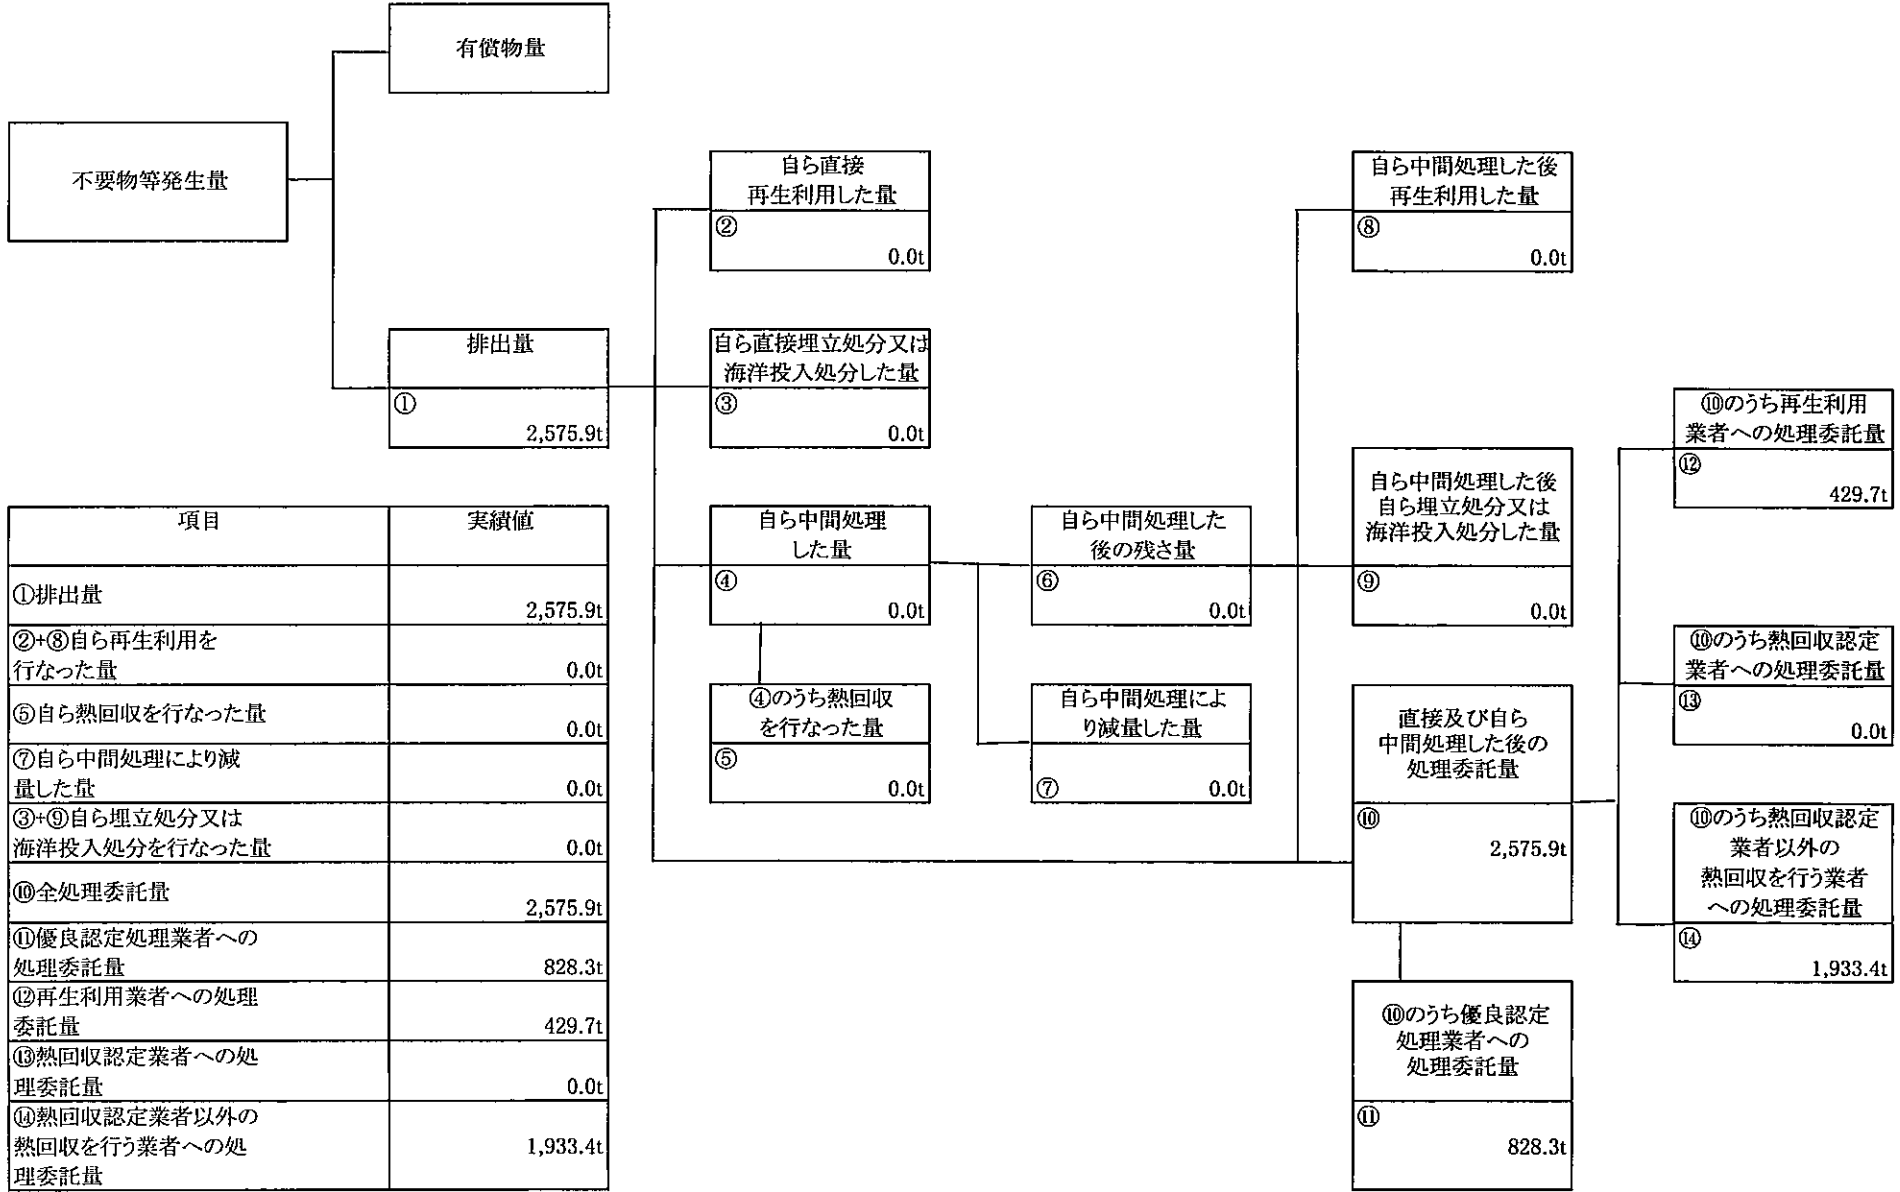 有償物量
不要物等発生量
自ら直接
再生利用した量
②
0.0t
自ら中間処理した後
再生利用した量
⑧
0.0t
排出量
①
2,575.9t
自ら直接埋立処分又は
海洋投入処分した量
③
0.0t
⑩のうち再生利用
業者への処理委託量
⑫
429.7t
自ら中間処理
した量
④
0.0t
自ら中間処理した
後の残さ量
⑥
0.0t
自ら中間処理した後
自ら埋立処分又は
海洋投入処分した量
⑨
0.0t
⑩のうち熱回収認定
業者への処理委託量
⑬
0.0t
④のうち熱回収
を行なった量
⑤
0.0t
自ら中間処理によ
り減量した量
⑦
0.0t
直接及び自ら
中間処理した後の
処理委託量
⑩
2,575.9t
⑩のうち熱回収認定
業者以外の
熱回収を行う業者
への処理委託量
⑭
1,933.4t
⑩のうち優良認定
処理業者への
処理委託量
⑪
828.3t
項目 実績値
①排出量
2,575.9t
②+⑧自ら再生利用を
行なった量 0.0t
⑤自ら熱回収を行なった量
0.0t
⑦自ら中間処理により減
量した量 0.0t
③+⑨自ら埋立処分又は
海洋投入処分を行なった量 0.0t
⑩全処理委託量
2,575.9t
⑪優良認定処理業者への
処理委託量 828.3t
⑫再生利用業者への処理
委託量 429.7t
⑬熱回収認定業者への処
理委託量 0.0t
⑭熱回収認定業者以外の
熱回収を行う業者への処 1,933.4t
理委託量